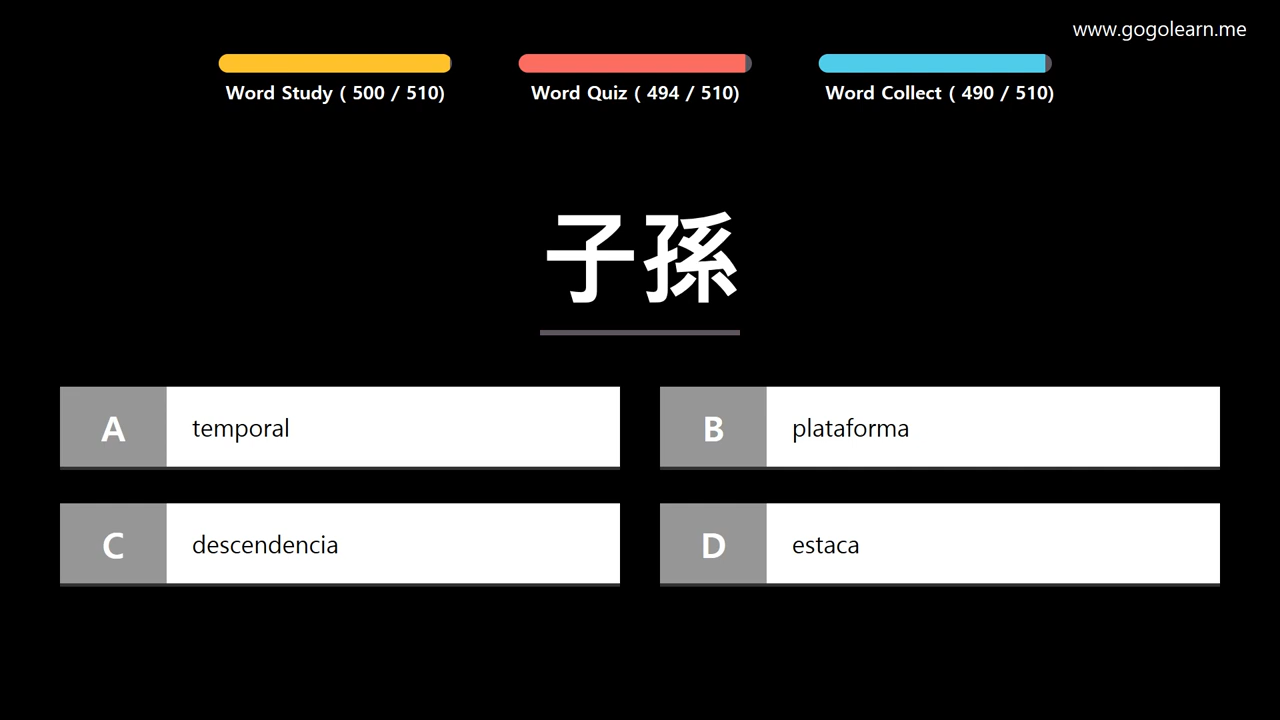 www.gogolearn.me
Word Study ( 500 / 510)
Word Quiz ( 494 / 510)
Word Collect ( 490 / 510)
子孫
A temporal
B plataforma
C descendencia
D estaca